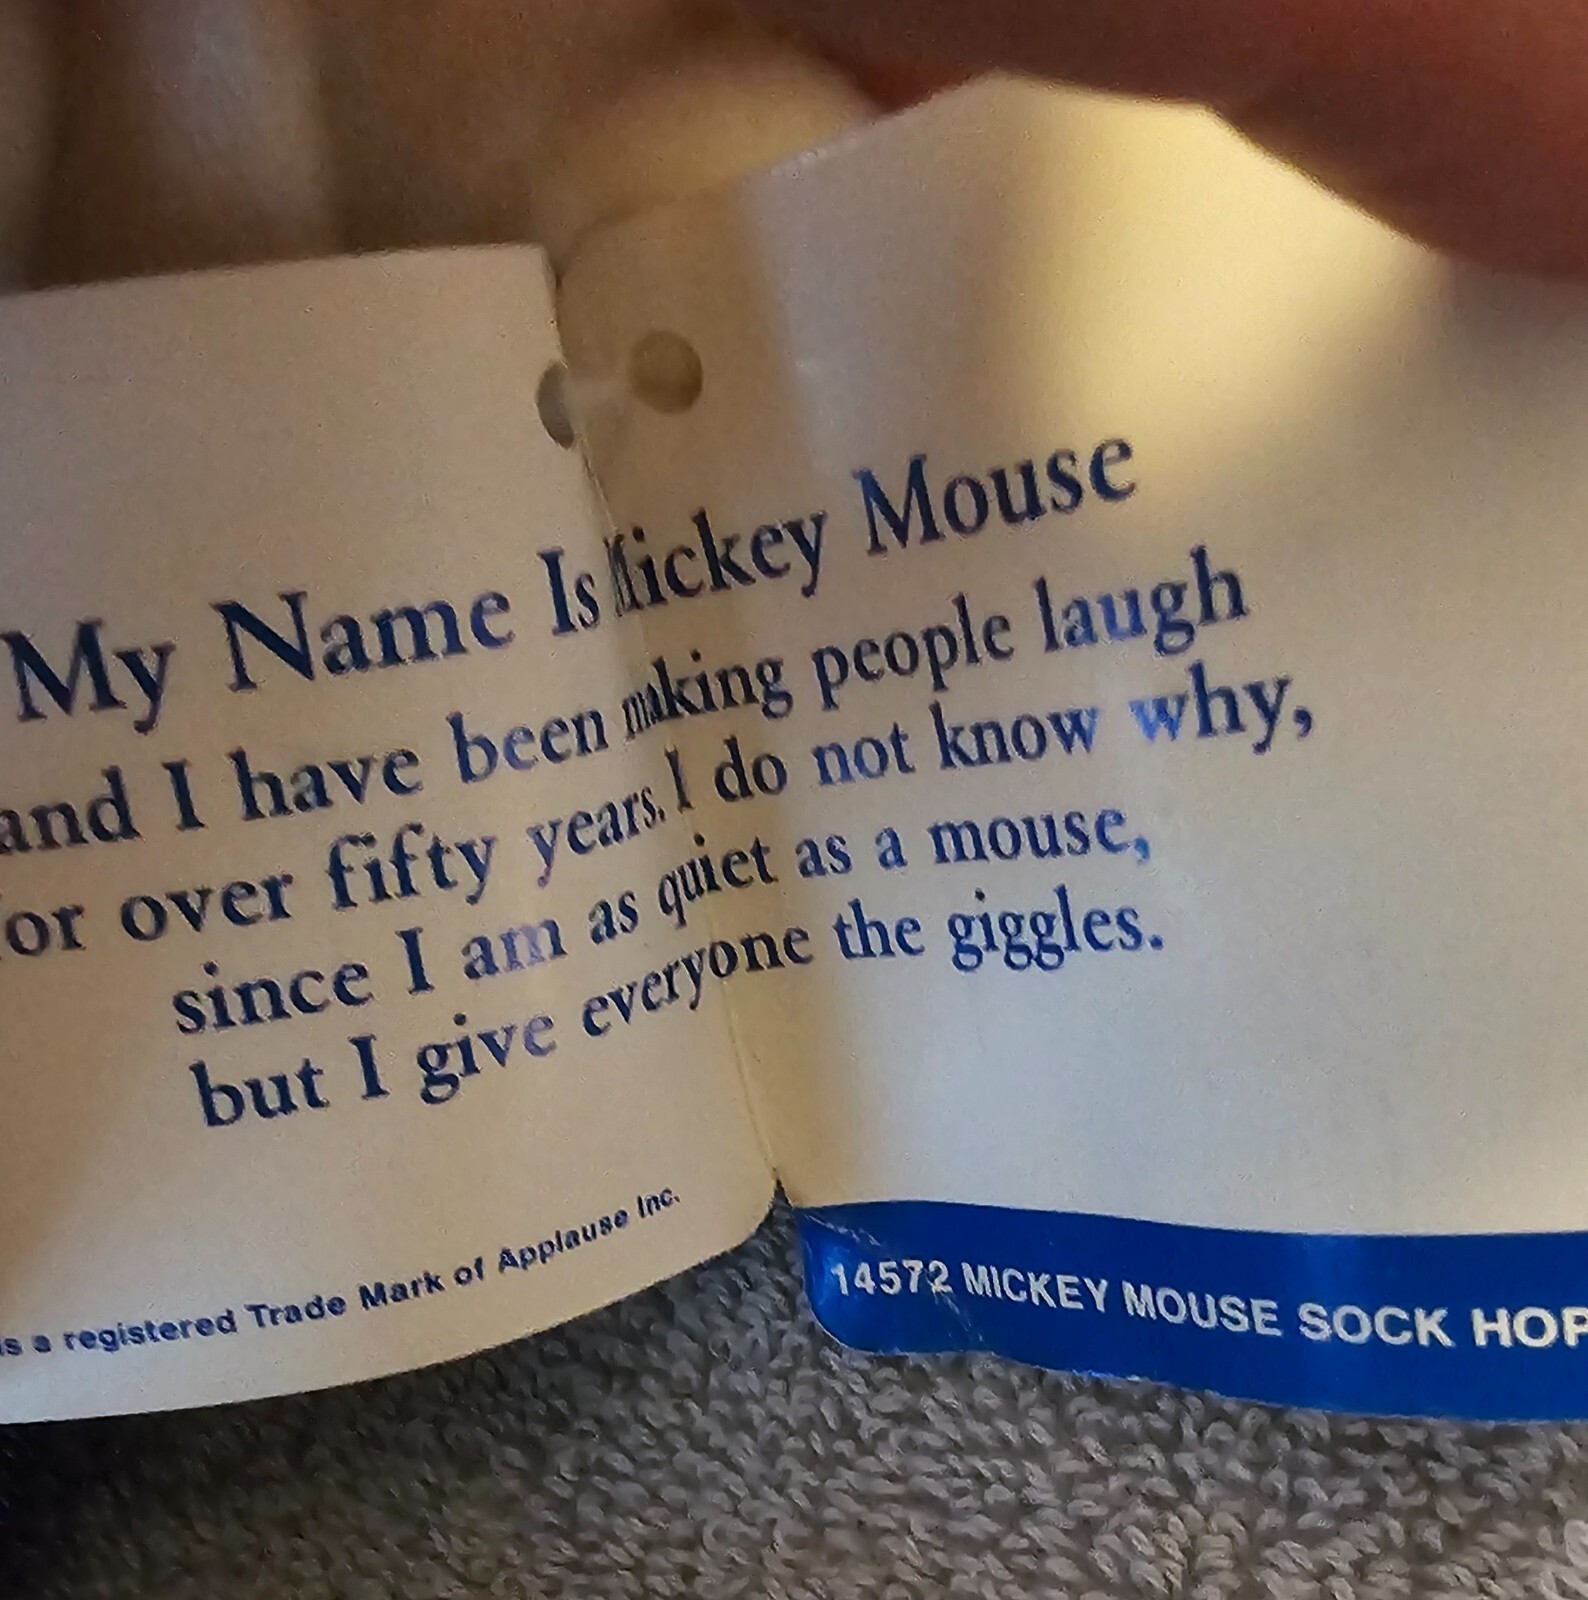 My Name Is Mickey Mouse
and I have been making people laugh
for over fifty years. I do not know why,
since I am as quiet as a mouse,
but I give everyone the giggles.
is a registered Trade Mark of Applause Inc.
14572 MICKEY MOUSE SOCK HOP